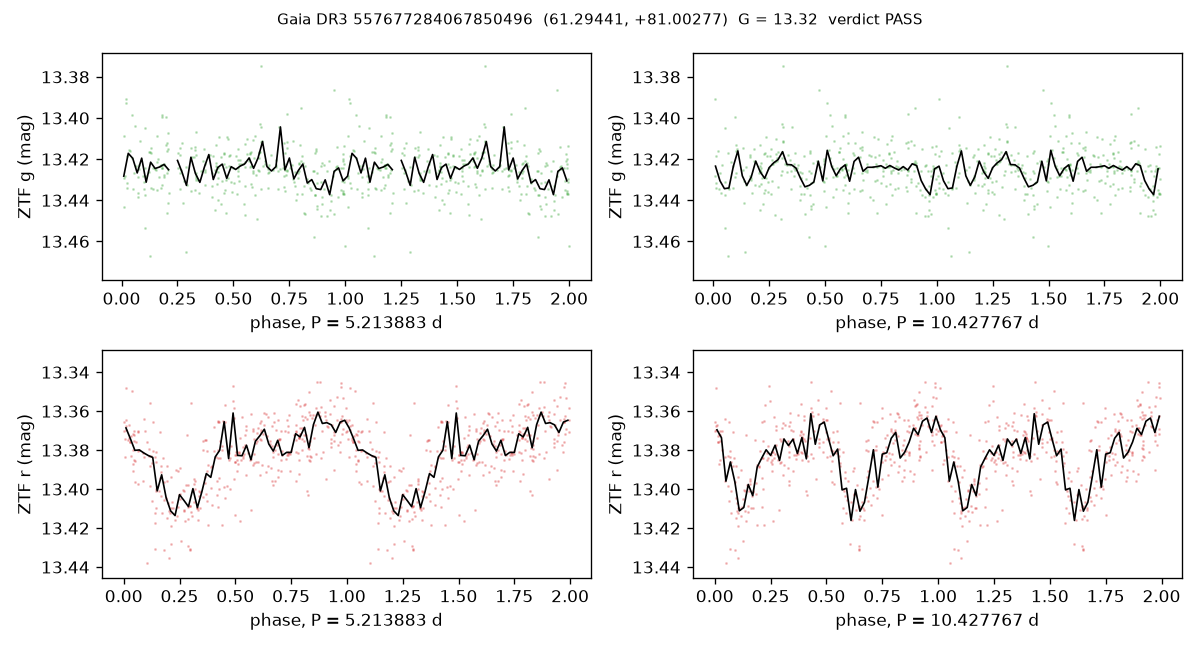 Gaia DR3 557677284067850496 (61.29441, +81.00277) G = 13.32 verdict PASS
ZTF g (mag)
13.38
13.40
13.42
13.44
13.46
0.00 0.25 0.50 0.75 1.00 1.25 1.50 1.75 2.00
phase, P = 5.213883 d
ZTF g (mag)
13.38
13.40
13.42
13.44
13.46
0.00 0.25 0.50 0.75 1.00 1.25 1.50 1.75 2.00
phase, P = 10.427767 d
ZTF r (mag)
13.34
13.36
13.38
13.40
13.42
13.44
0.00 0.25 0.50 0.75 1.00 1.25 1.50 1.75 2.00
phase, P = 5.213883 d
ZTF r (mag)
13.34
13.36
13.38
13.40
13.42
13.44
0.00 0.25 0.50 0.75 1.00 1.25 1.50 1.75 2.00
phase, P = 10.427767 d